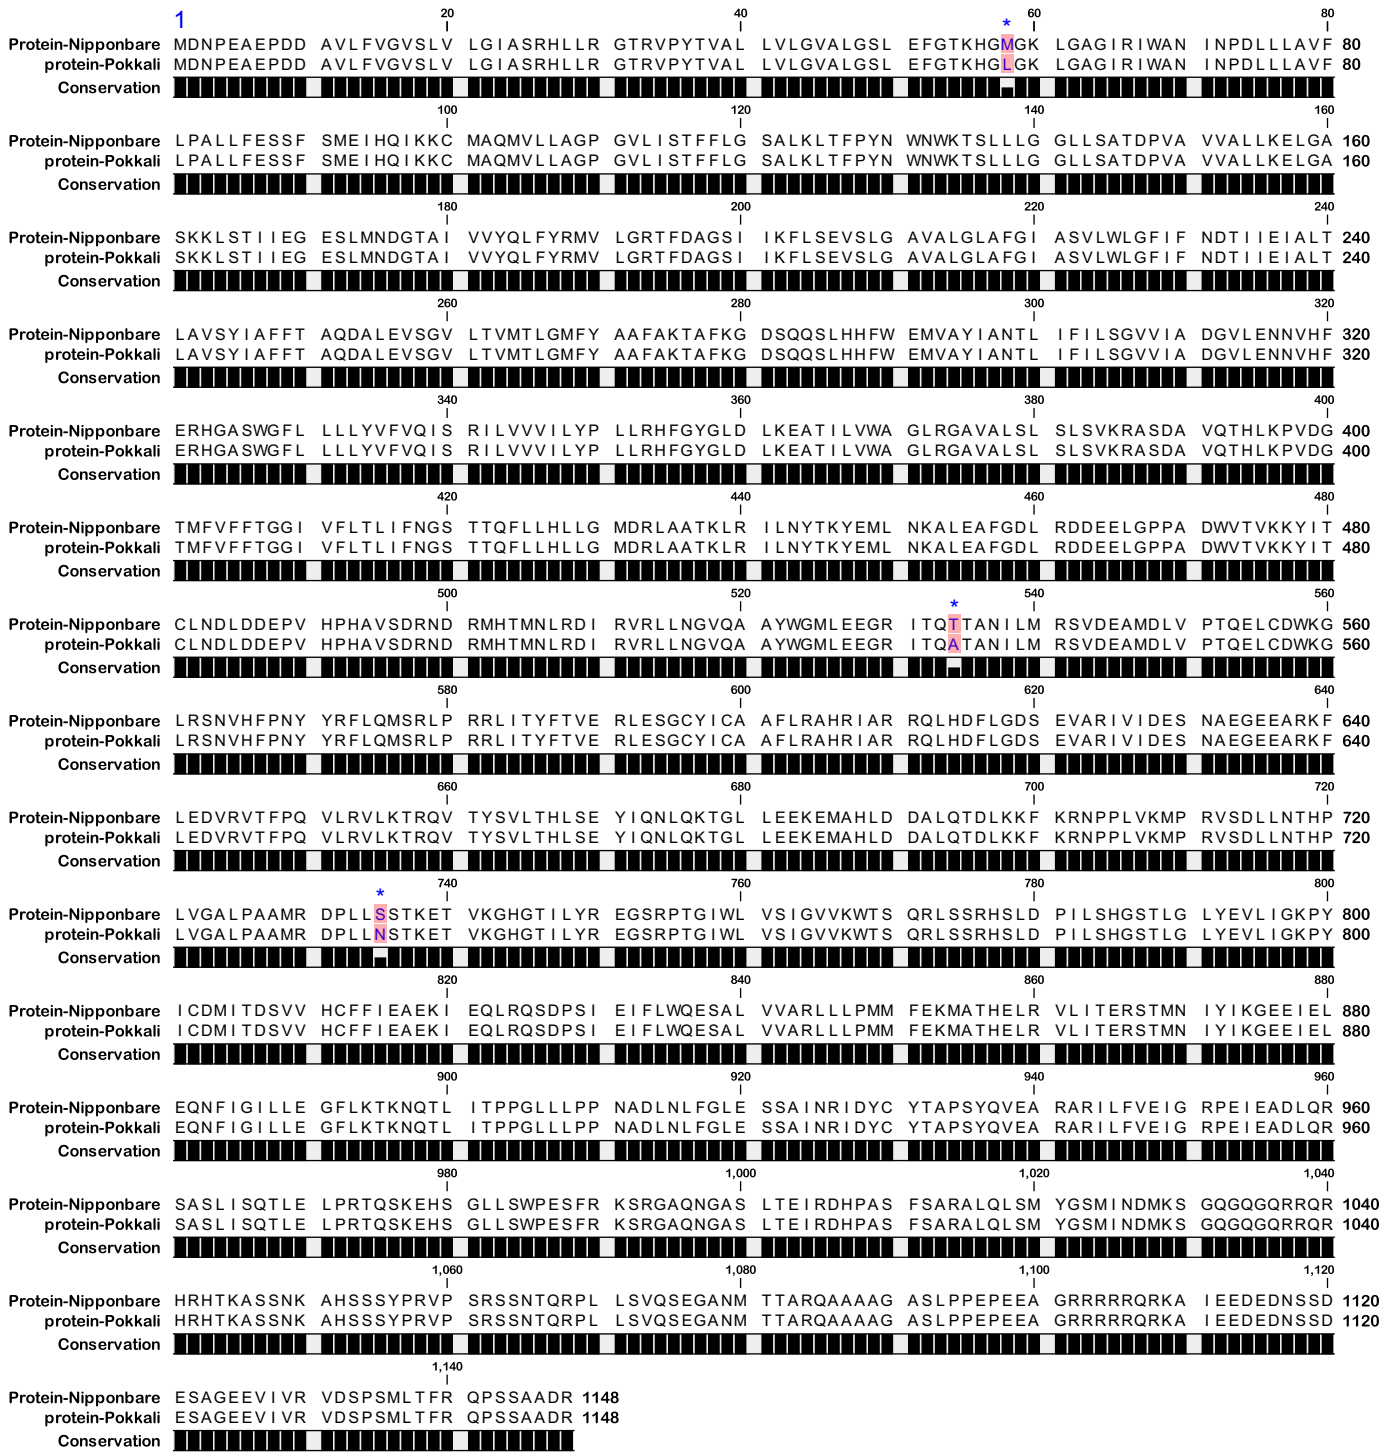 1 20 40 * 60 80
Protein-Nipponbare MDNPEAEPDD AVLFVGVSLV LGIASRHLLR GTRVPYTVAL LVLGVALGSL EFGTKHGMGK LGAGIRIWAN INPDLLLAVF 80
protein-Pokkali MDNPEAEPDD AVLFVGVSLV LGIASRHLLR GTRVPYTVAL LVLGVALGSL EFGTKHGLGK LGAGIRIWAN INPDLLLAVF 80
Conservation
100 120 140 160
Protein-Nipponbare LPALLFESSF SMEIHQIKKC MAQMVLLAGP GVLISTFFLG SALKLTFPYN WNWKTSLLLG GLLSATDPVA VVALLKELGA 160
protein-Pokkali LPALLFESSF SMEIHQIKKC MAQMVLLAGP GVLISTFFLG SALKLTFPYN WNWKTSLLLG GLLSATDPVA VVALLKELGA 160
Conservation
180 200 220 240
Protein-Nipponbare SKKLSTIIEG ESLMNDGTAI VVYQLFYRMV LGRTFDAGSI IKFLSEVSLG AVALGLAFGI ASVLWLGFIF NDTIIEIALT 240
protein-Pokkali SKKLSTIIEG ESLMNDGTAI VVYQLFYRMV LGRTFDAGSI IKFLSEVSLG AVALGLAFGI ASVLWLGFIF NDTIIEIALT 240
Conservation
260 280 300 320
Protein-Nipponbare LAVSYIAFFT AQDALEVSGV LTVMTLGMFY AAFAKTAFKG DSQQSLHHFW EMVAYIANTL IFILSGVVIA DGVLENNVHF 320
protein-Pokkali LAVSYIAFFT AQDALEVSGV LTVMTLGMFY AAFAKTAFKG DSQQSLHHFW EMVAYIANTL IFILSGVVIA DGVLENNVHF 320
Conservation
340 360 380 400
Protein-Nipponbare ERHGASWGFL LLLYVFVQIS RILVVVILYP LLRHFGYGLD LKEATILVWA GLRGAVALSL SLSVKRASDA VQTHLKPVDG 400
protein-Pokkali ERHGASWGFL LLLYVFVQIS RILVVVILYP LLRHFGYGLD LKEATILVWA GLRGAVALSL SLSVKRASDA VQTHLKPVDG 400
Conservation
420 440 460 480
Protein-Nipponbare TMFVFFTGGI VFLTLIFNGS TTQFLLHLLG MDRLAATKLR ILNYTKYEML NKALEAFGDL RDDEELGPPA DWVTVKKYIT 480
protein-Pokkali TMFVFFTGGI VFLTLIFNGS TTQFLLHLLG MDRLAATKLR ILNYTKYEML NKALEAFGDL RDDEELGPPA DWVTVKKYIT 480
Conservation
500 520 * 540 560
Protein-Nipponbare CLNDLDDEPV HPHAVSDRND RMHTMNLRDI RVRLLNGVQA AYWGMLEEGR ITQTTANILM RSVDEAMDLV PTQELCDWKG 560
protein-Pokkali CLNDLDDEPV HPHAVSDRND RMHTMNLRDI RVRLLNGVQA AYWGMLEEGR ITQATANILM RSVDEAMDLV PTQELCDWKG 560
Conservation
580 600 620 640
Protein-Nipponbare LRSNVHFPNY YRFLQMSRLP RRLITYFTVE RLESGCYICA AFLRAHRIAR RQLHDFLGDS EVARIVIDES NAEGEEARKF 640
protein-Pokkali LRSNVHFPNY YRFLQMSRLP RRLITYFTVE RLESGCYICA AFLRAHRIAR RQLHDFLGDS EVARIVIDES NAEGEEARKF 640
Conservation
660 680 700 720
Protein-Nipponbare LEDVRVTFPQ VLRVLKTRQV TYSVLTHLSE YIQNLQKTGL LEEKEMAHLD DALQTDLKKF KRNPPLVKMP RVSDLLNTHP 720
protein-Pokkali LEDVRVTFPQ VLRVLKTRQV TYSVLTHLSE YIQNLQKTGL LEEKEMAHLD DALQTDLKKF KRNPPLVKMP RVSDLLNTHP 720
Conservation
* 740 760 780 800
Protein-Nipponbare LVGALPAAMR DPLLSSTKET VKGHGTILYR EGSRPTGIWL VSIGVVKWTS QRLSSRHSLD PILSHGSTLG LYEVLIGKPY 800
protein-Pokkali LVGALPAAMR DPLLNSTKET VKGHGTILYR EGSRPTGIWL VSIGVVKWTS QRLSSRHSLD PILSHGSTLG LYEVLIGKPY 800
Conservation
820 840 860 880
Protein-Nipponbare ICDMITDSVV HCFFIEAEKI EQLRQSDPSI EIFLWQESAL VVARLLLPMM FEKMATHELR VLITERSTMN IYIKGEEIEL 880
protein-Pokkali ICDMITDSVV HCFFIEAEKI EQLRQSDPSI EIFLWQESAL VVARLLLPMM FEKMATHELR VLITERSTMN IYIKGEEIEL 880
Conservation
900 920 940 960
Protein-Nipponbare EQNFIGILLE GFLKTKNQTL ITPPGLLLPP NADLNLFGLE SSAINRIDYC YTAPSYQVEA RARILFVEIG RPEIEADLQR 960
protein-Pokkali EQNFIGILLE GFLKTKNQTL ITPPGLLLPP NADLNLFGLE SSAINRIDYC YTAPSYQVEA RARILFVEIG RPEIEADLQR 960
Conservation
980 1,000 1,020 1,040
Protein-Nipponbare SASLISQTLE LPRTQSKEHS GLLSWPESFR KSRGAQNGAS LTEIRDHPAS FSARALQLSM YGSMINDMKS GQGQGQRRQR 1040
protein-Pokkali SASLISQTLE LPRTQSKEHS GLLSWPESFR KSRGAQNGAS LTEIRDHPAS FSARALQLSM YGSMINDMKS GQGQGQRRQR 1040
Conservation
1,060 1,080 1,100 1,120
Protein-Nipponbare HRHTKASSNK AHSSSYPRVP SRSSNTQRPL LSVQSEGANM TTARQAAAAG ASLPPEPEEA GRRRRRQRKA IEEDEDNSSD 1120
protein-Pokkali HRHTKASSNK AHSSSYPRVP SRSSNTQRPL LSVQSEGANM TTARQAAAAG ASLPPEPEEA GRRRRRQRKA IEEDEDNSSD 1120
Conservation
1,140
Protein-Nipponbare ESAGEEVIVR VDSPSMLTFR QPSSAADR 1148
protein-Pokkali ESAGEEVIVR VDSPSMLTFR QPSSAADR 1148
Conservation